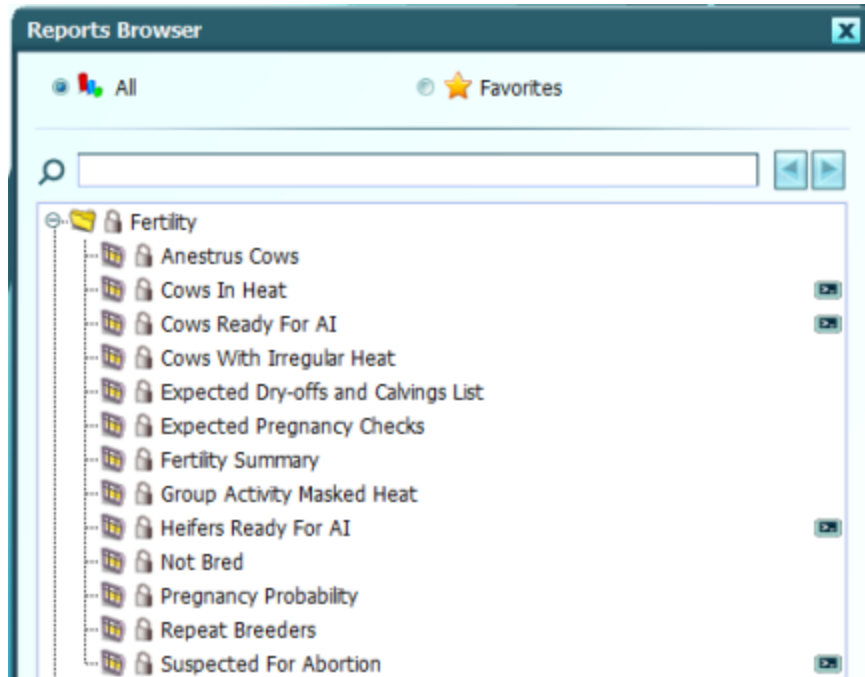 Reports Browser
All
Favorites
Fertility
Anestrus Cows
Cows In Heat
Cows Ready For AI
Cows With Irregular Heat
Expected Dry-offs and Calvings List
Expected Pregnancy Checks
Fertility Summary
Group Activity Masked Heat
Heifers Ready For AI
Not Bred
Pregnancy Probability
Repeat Breeders
Suspected For Abortion